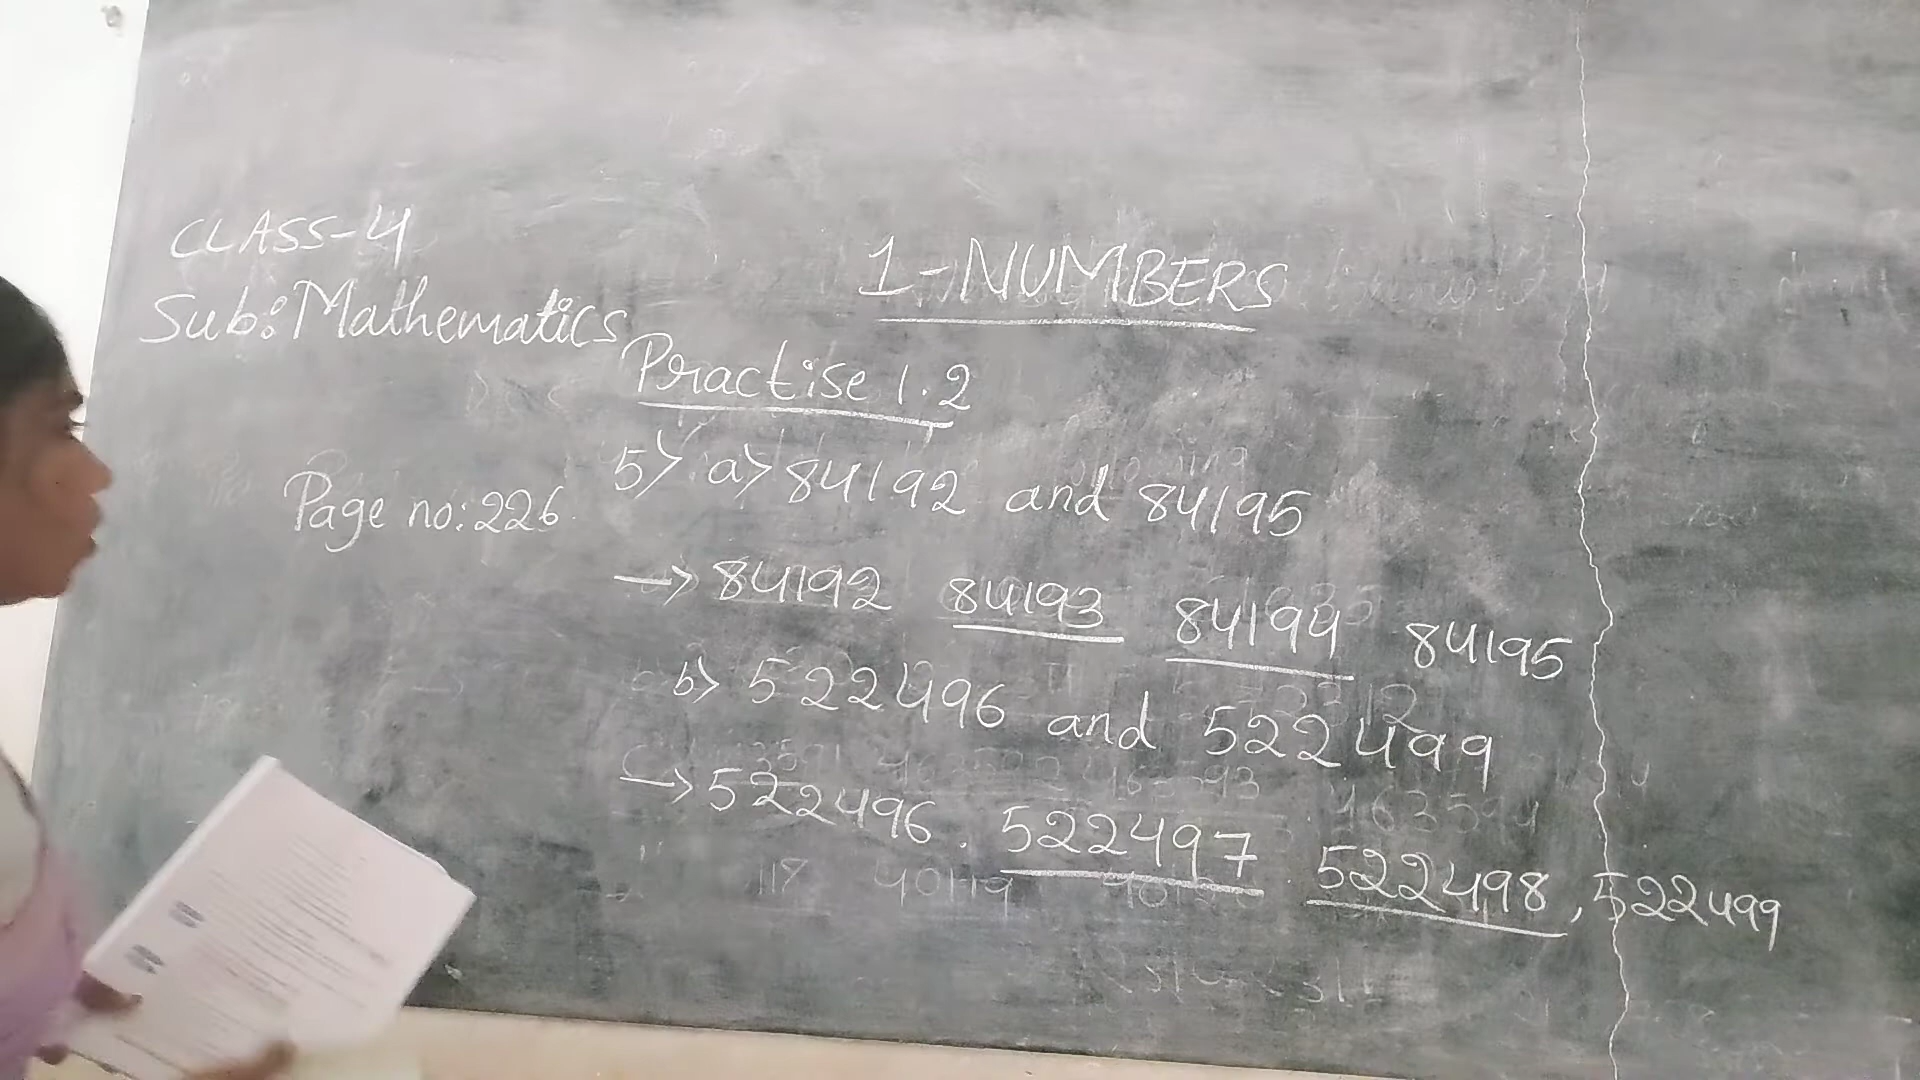 CLASS-4
Sub: Mathematics
1-NUMBERS
Practise 1.2
Page no: 226
5> a> 84192 and 84195
→ 84192 84193 84194 84195
b> 522496 and 522499
→ 522496. 522497 522498, 522499